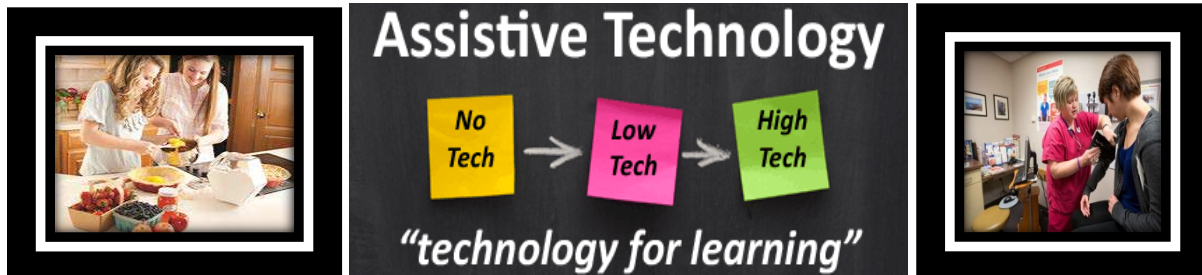 Assistive Technology
No
Tech
Low
Tech
High
Tech
“technology for learning”